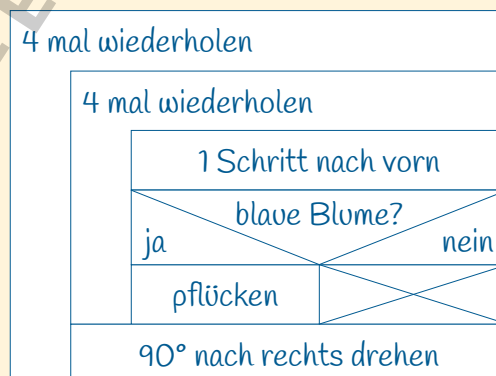 4 mal wiederholen
4 mal wiederholen
1 Schritt nach vorn
blaue Blume?
ja nein
pflücken
90° nach rechts drehen